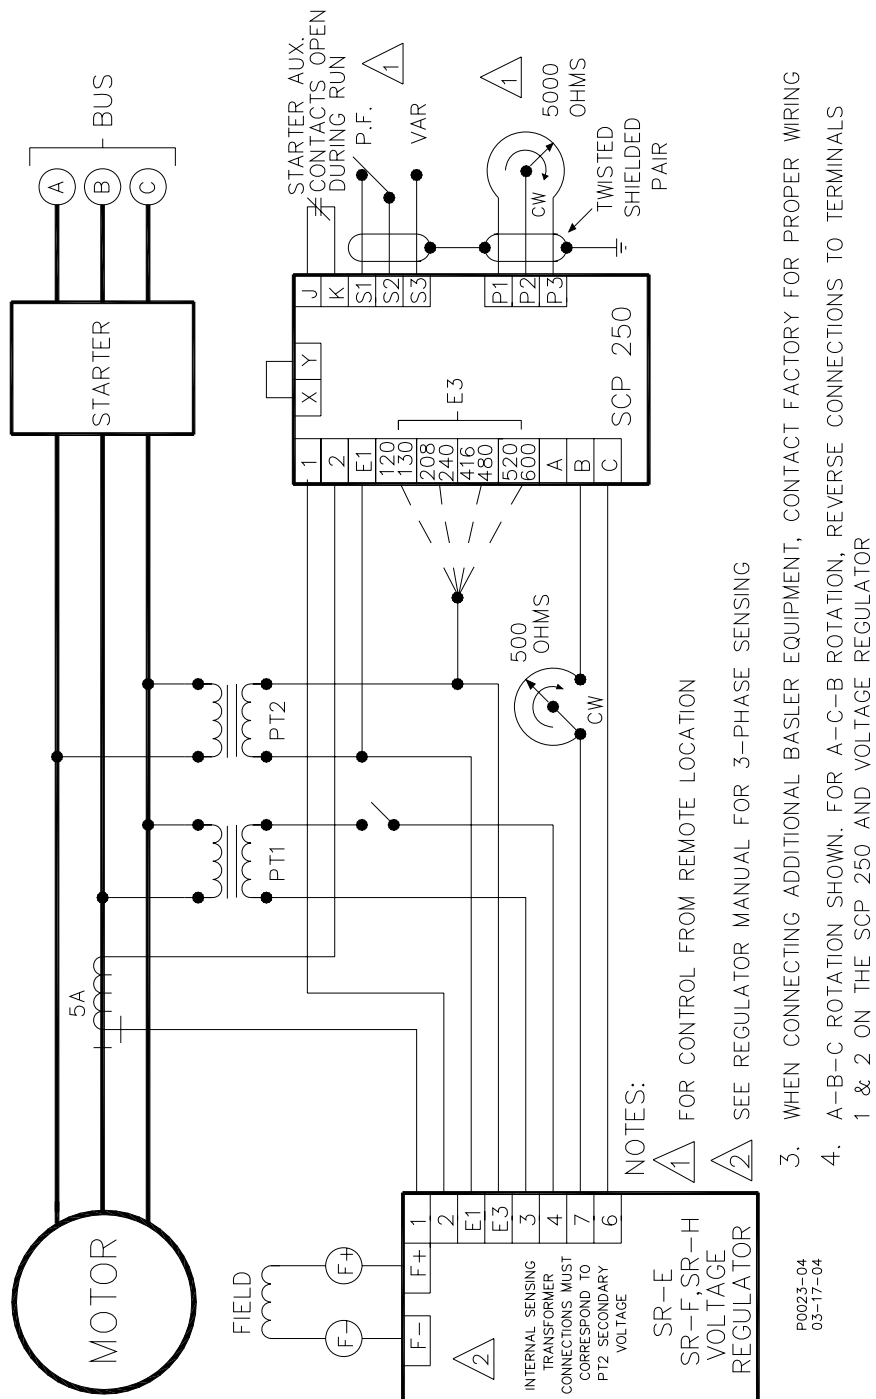 BUS
A
B
C
STARTER
MOTOR
5A
PT1
PT2
FIELD
F-
F+
F-
F+
1
2
E1
E3
3
4
7
6
2
INTERNAL SENSING
TRANSFORMER
CONNECTIONS MUST
CORRESPOND TO
PT2 SECONDARY
VOLTAGE
SR-E
SR-F,SR-H
VOLTAGE
REGULATOR
500
OHMS
CW
1
2
E1
120
130
208
240
416
480
520
600
A
B
C
E3
X
Y
SCP 250
J
K
S1
S2
S3
P1
P2
P3
STARTER AUX.
CONTACTS OPEN
DURING RUN
P.F.
VAR
1
1
5000
OHMS
CW
TWISTED
SHIELDED
PAIR
NOTES:
1 FOR CONTROL FROM REMOTE LOCATION
2 SEE REGULATOR MANUAL FOR 3-PHASE SENSING
3. WHEN CONNECTING ADDITIONAL BASLER EQUIPMENT, CONTACT FACTORY FOR PROPER WIRING
4. A-B-C ROTATION SHOWN. FOR A-C-B ROTATION, REVERSE CONNECTIONS TO TERMINALS
1 & 2 ON THE SCP 250 AND VOLTAGE REGULATOR
P0023-04
03-17-04